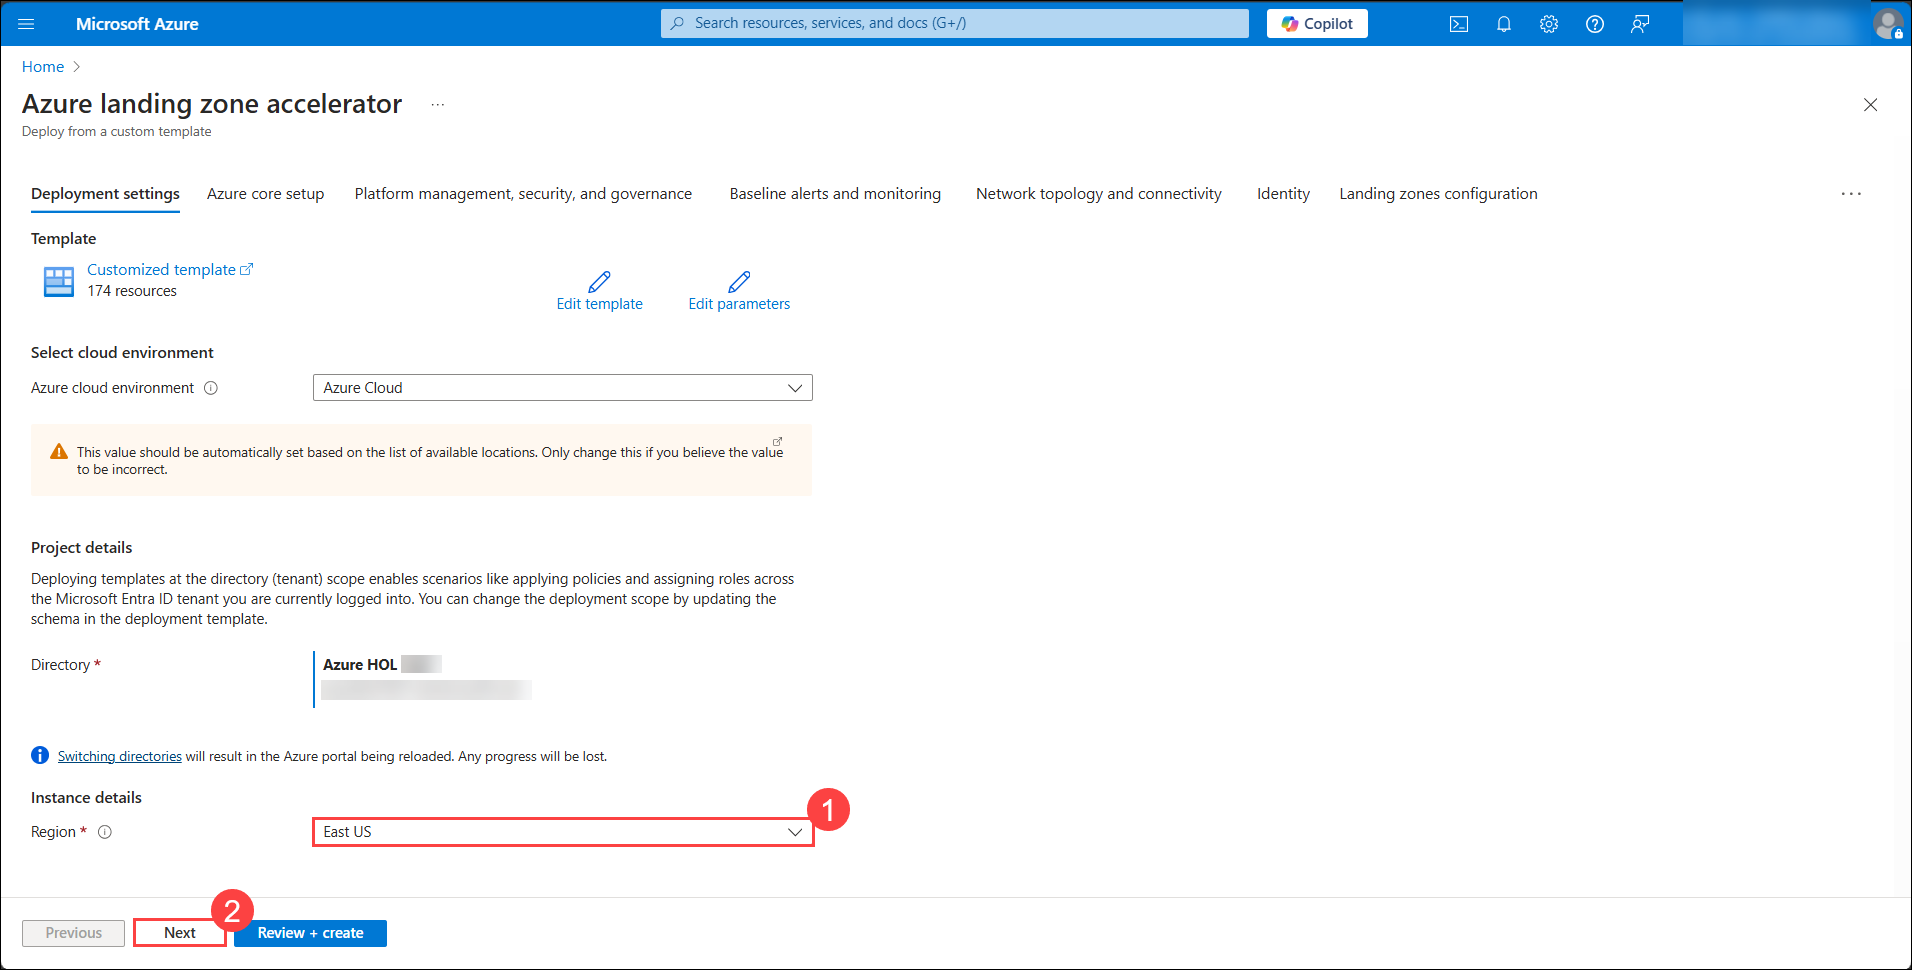 Microsoft Azure
Search resources, services, and docs (G+/)
Copilot
Home
Azure landing zone accelerator
Deploy from a custom template
Deployment settings
Azure core setup
Platform management, security, and governance
Baseline alerts and monitoring
Network topology and connectivity
Identity
Landing zones configuration
Template
Customized template
174 resources
Edit template
Edit parameters
Select cloud environment
Azure cloud environment
Azure Cloud
This value should be automatically set based on the list of available locations. Only change this if you believe the value
to be incorrect.
Project details
Deploying templates at the directory (tenant) scope enables scenarios like applying policies and assigning roles across
the Microsoft Entra ID tenant you are currently logged into. You can change the deployment scope by updating the
schema in the deployment template.
Directory *
Azure HOL
Switching directories will result in the Azure portal being reloaded. Any progress will be lost.
Instance details
1
Region *
East US
2
Previous
Next
Review + create